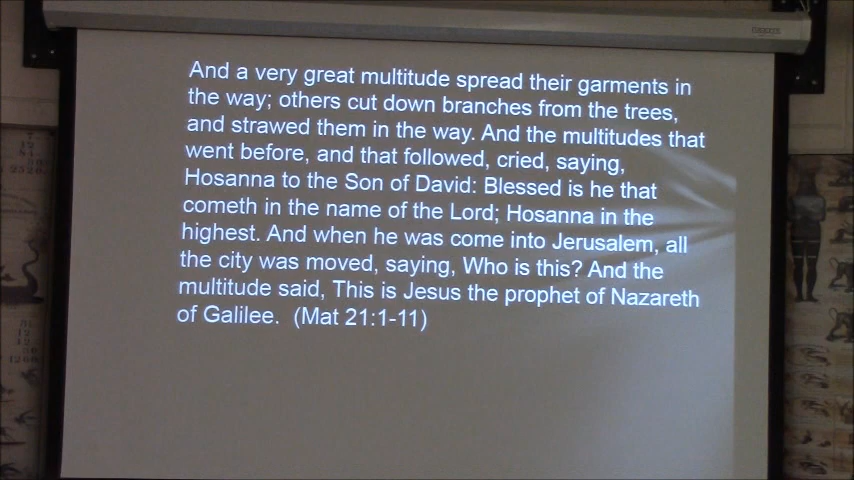 And a very great multitude spread their garments in
the way; others cut down branches from the trees,
and strawed them in the way. And the multitudes that
went before, and that followed, cried, saying,
Hosanna to the Son of David: Blessed is he that
cometh in the name of the Lord; Hosanna in the
highest. And when he was come into Jerusalem, all
the city was moved, saying, Who is this? And the
multitude said, This is Jesus the prophet of Nazareth
of Galilee.  (Mat 21:1-11)